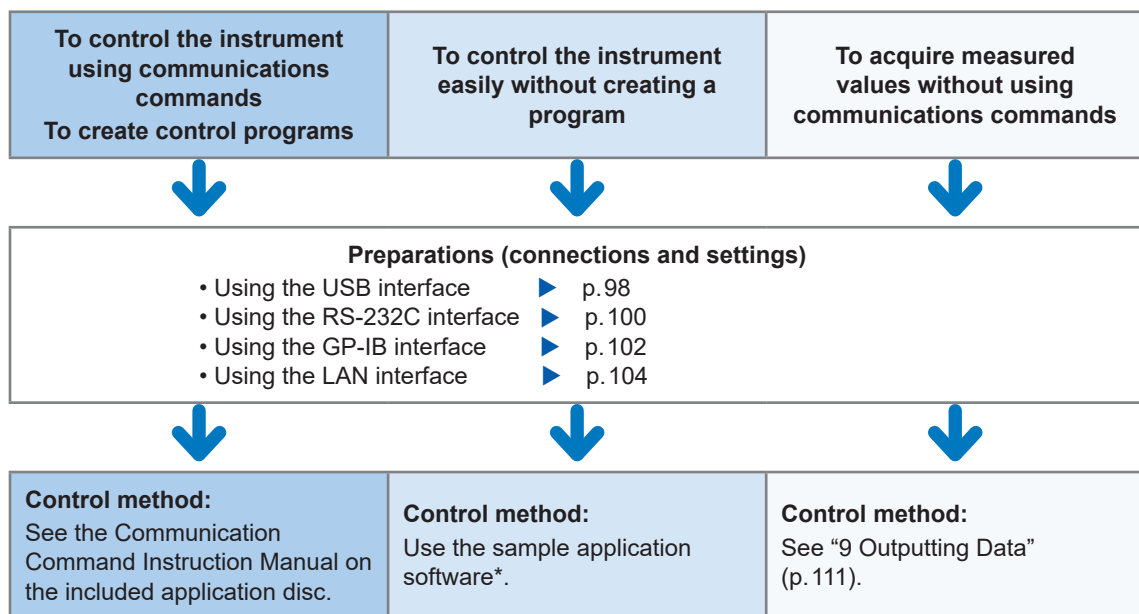 To control the instrument
using communications
commands
To create control programs
To control the instrument
easily without creating a
program
To acquire measured
values without using
communications commands
Preparations (connections and settings)
• Using the USB interface ▶ p. 98
• Using the RS-232C interface ▶ p. 100
• Using the GP-IB interface ▶ p. 102
• Using the LAN interface ▶ p. 104
Control method:
See the Communication
Command Instruction Manual on
the included application disc.
Control method:
Use the sample application
software*.
Control method:
See “9 Outputting Data”
(p. 111).